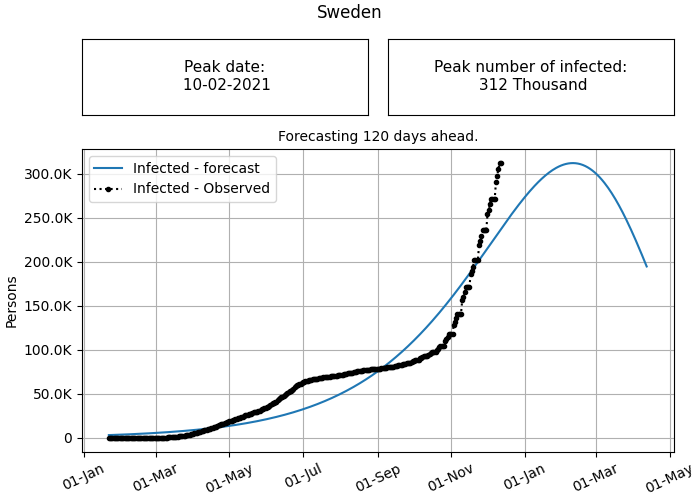 Sweden
Peak date:
10-02-2021
Peak number of infected:
312 Thousand
Forecasting 120 days ahead.
Infected - forecast
Infected - Observed
300.0K
250.0K
200.0K
150.0K
100.0K
50.0K
0
Persons
01-Jan
01-Mar
01-May
01-Jul
01-Sep
01-Nov
01-Jan
01-Mar
01-May